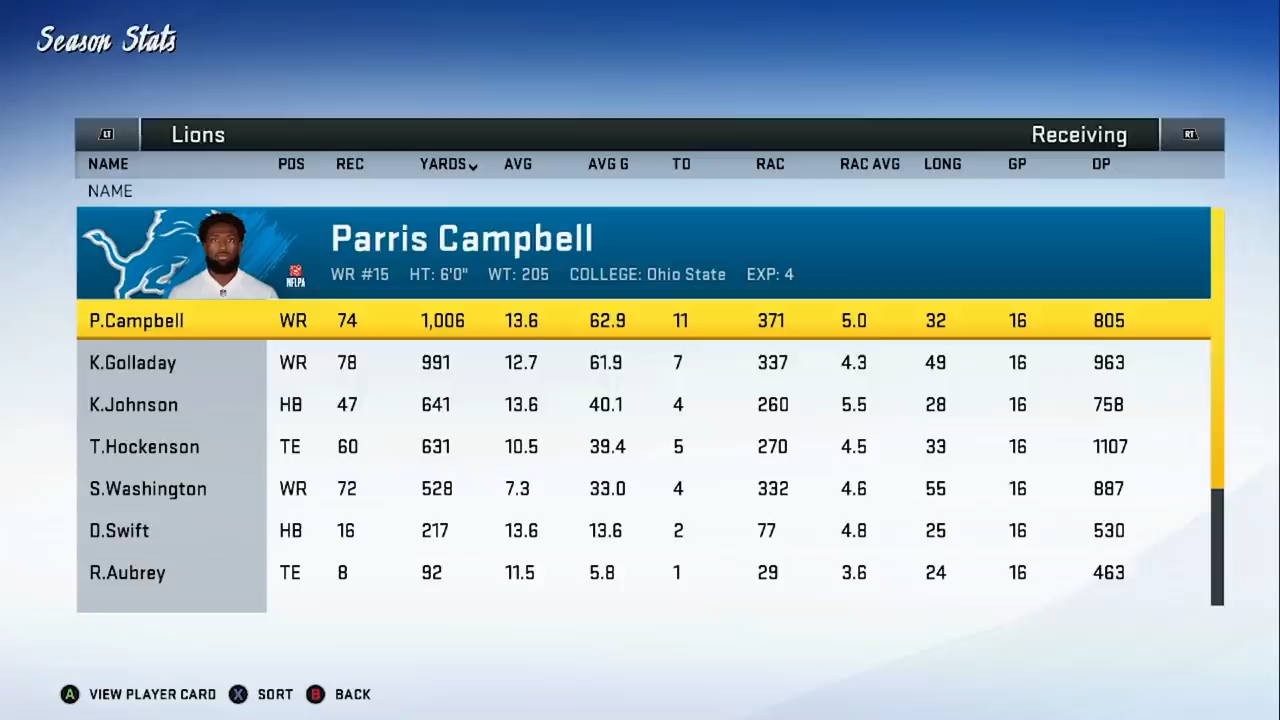 Season Stats
LT Lions Receiving RT
NAME POS REC YARDS AVG AVG G TD RAC RAC AVG LONG GP DP
NAME
Parris Campbell
WR #15 HT: 6'0" WT: 205 COLLEGE: Ohio State EXP: 4
NFLPA
P.Campbell WR 74 1,006 13.6 62.9 11 371 5.0 32 16 805
K.Golladay WR 78 991 12.7 61.9 7 337 4.3 49 16 963
K.Johnson HB 47 641 13.6 40.1 4 260 5.5 28 16 758
T.Hockenson TE 60 631 10.5 39.4 5 270 4.5 33 16 1107
S.Washington WR 72 528 7.3 33.0 4 332 4.6 55 16 887
D.Swift HB 16 217 13.6 13.6 2 77 4.8 25 16 530
R.Aubrey TE 8 92 11.5 5.8 1 29 3.6 24 16 463
A VIEW PLAYER CARD X SORT B BACK